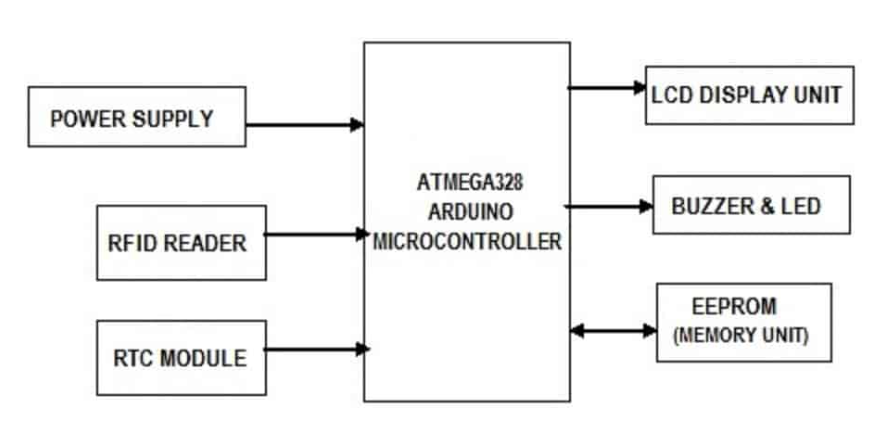 POWER SUPPLY
RFID READER
RTC MODULE
ATMEGA328
ARDUINO
MICROCONTROLLER
LCD DISPLAY UNIT
BUZZER & LED
EEPROM
(MEMORY UNIT)